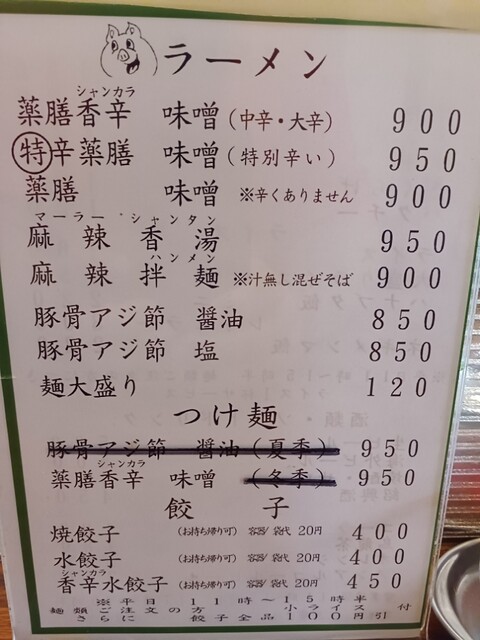 ラーメン
シャンカラ
薬膳香辛 味噌(中辛・大辛) 900
特辛薬膳 味噌(特別辛い) 950
薬膳 味噌 ※辛くありません 900
マーラー・シャンタン
麻辣香湯 950
ハンメン
麻辣拌麺 ※汁無し混ぜそば 900
豚骨アジ節 醤油 850
豚骨アジ節 塩 850
麺大盛り 120
つけ麺
豚骨アジ節 醤油(夏季) 950
シャンカラ
薬膳香辛 味噌(冬季) 950
餃子
焼餃子 (お持ち帰り可) 容器/袋代 20円 400
水餃子 (お持ち帰り可) 容器/袋代 20円 400
シャンカラ
香辛水餃子 (お持ち帰り可) 容器/袋代 20円 450
※平日11時~15時半
麺類ご注文の方 小ライス付
さらに 餃子全品100円引